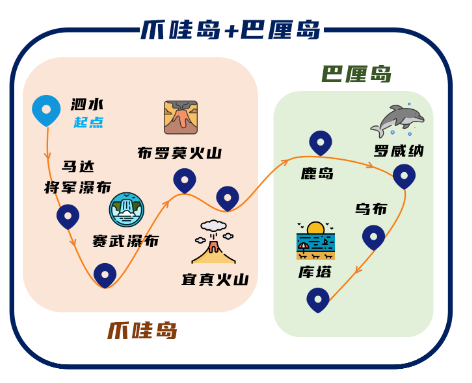 爪哇岛+巴厘岛
巴厘岛
泗水
起点
布罗莫火山
罗威纳
马达
将军瀑布
鹿岛
乌布
赛武瀑布
宜真火山
库塔
爪哇岛